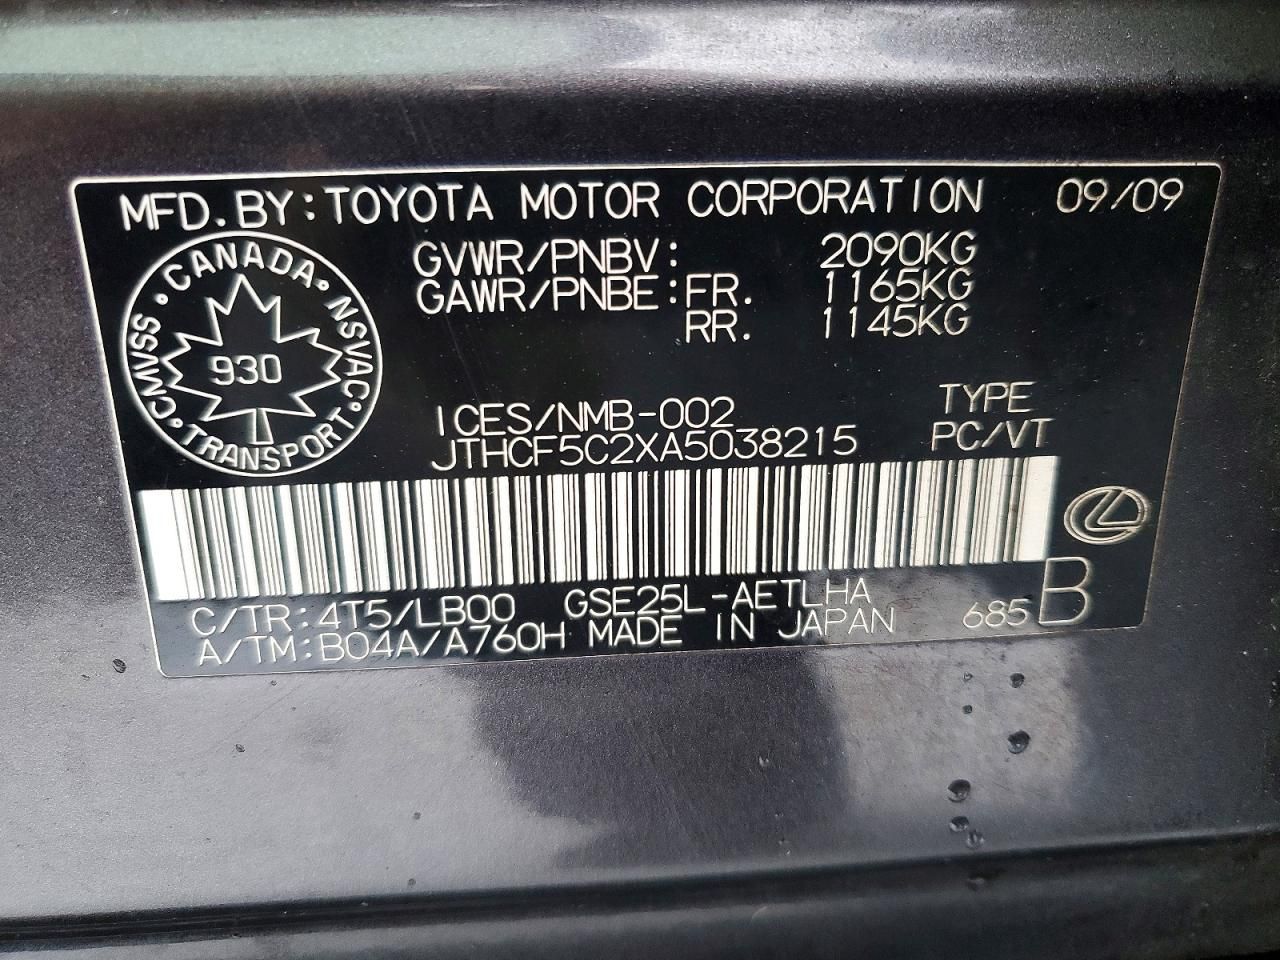 MFD. BY: TOYOTA MOTOR CORPORATION 09/09
GVWR/PNBV: 2090KG
GAWR/PNBE: FR. 1165KG
RR. 1145KG
CMVSS · CANADA · NSVAC · TRANSPORT
930
ICES/NMB-002
JTHCF5C2XA5038215
TYPE
PC/VT
C/TR: 4T5/LB00 GSE25L-AETLHA
A/TM: B04A/A760H MADE IN JAPAN 685 B